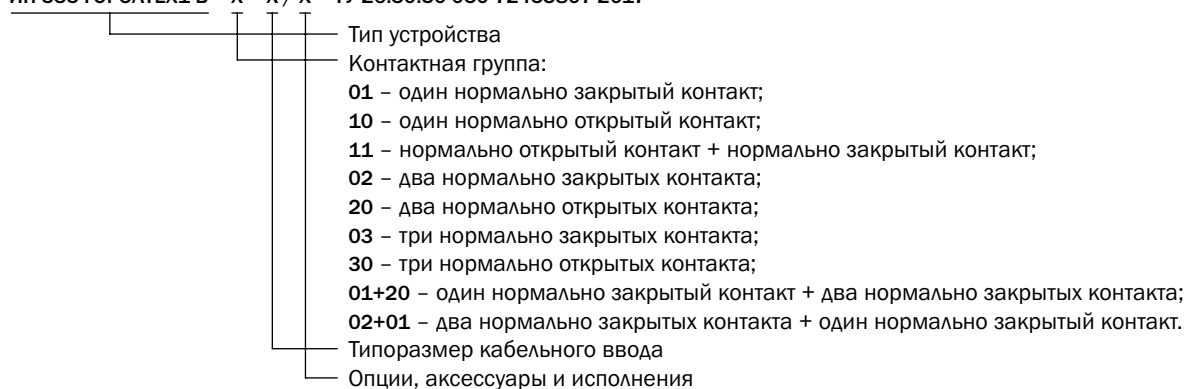 Тип устройства
Контактная группа:
01 – один нормально закрытый контакт;
10 – один нормально открытый контакт;
11 – нормально открытый контакт + нормально закрытый контакт;
02 – два нормально закрытых контакта;
20 – два нормально открытых контакта;
03 – три нормально закрытых контакта;
30 – три нормально открытых контакта;
01+20 – один нормально закрытый контакт + два нормально закрытых контакта;
02+01 – два нормально закрытых контакта + один нормально закрытый контакт.
Типоразмер кабельного ввода
Опции, аксессуары и исполнения